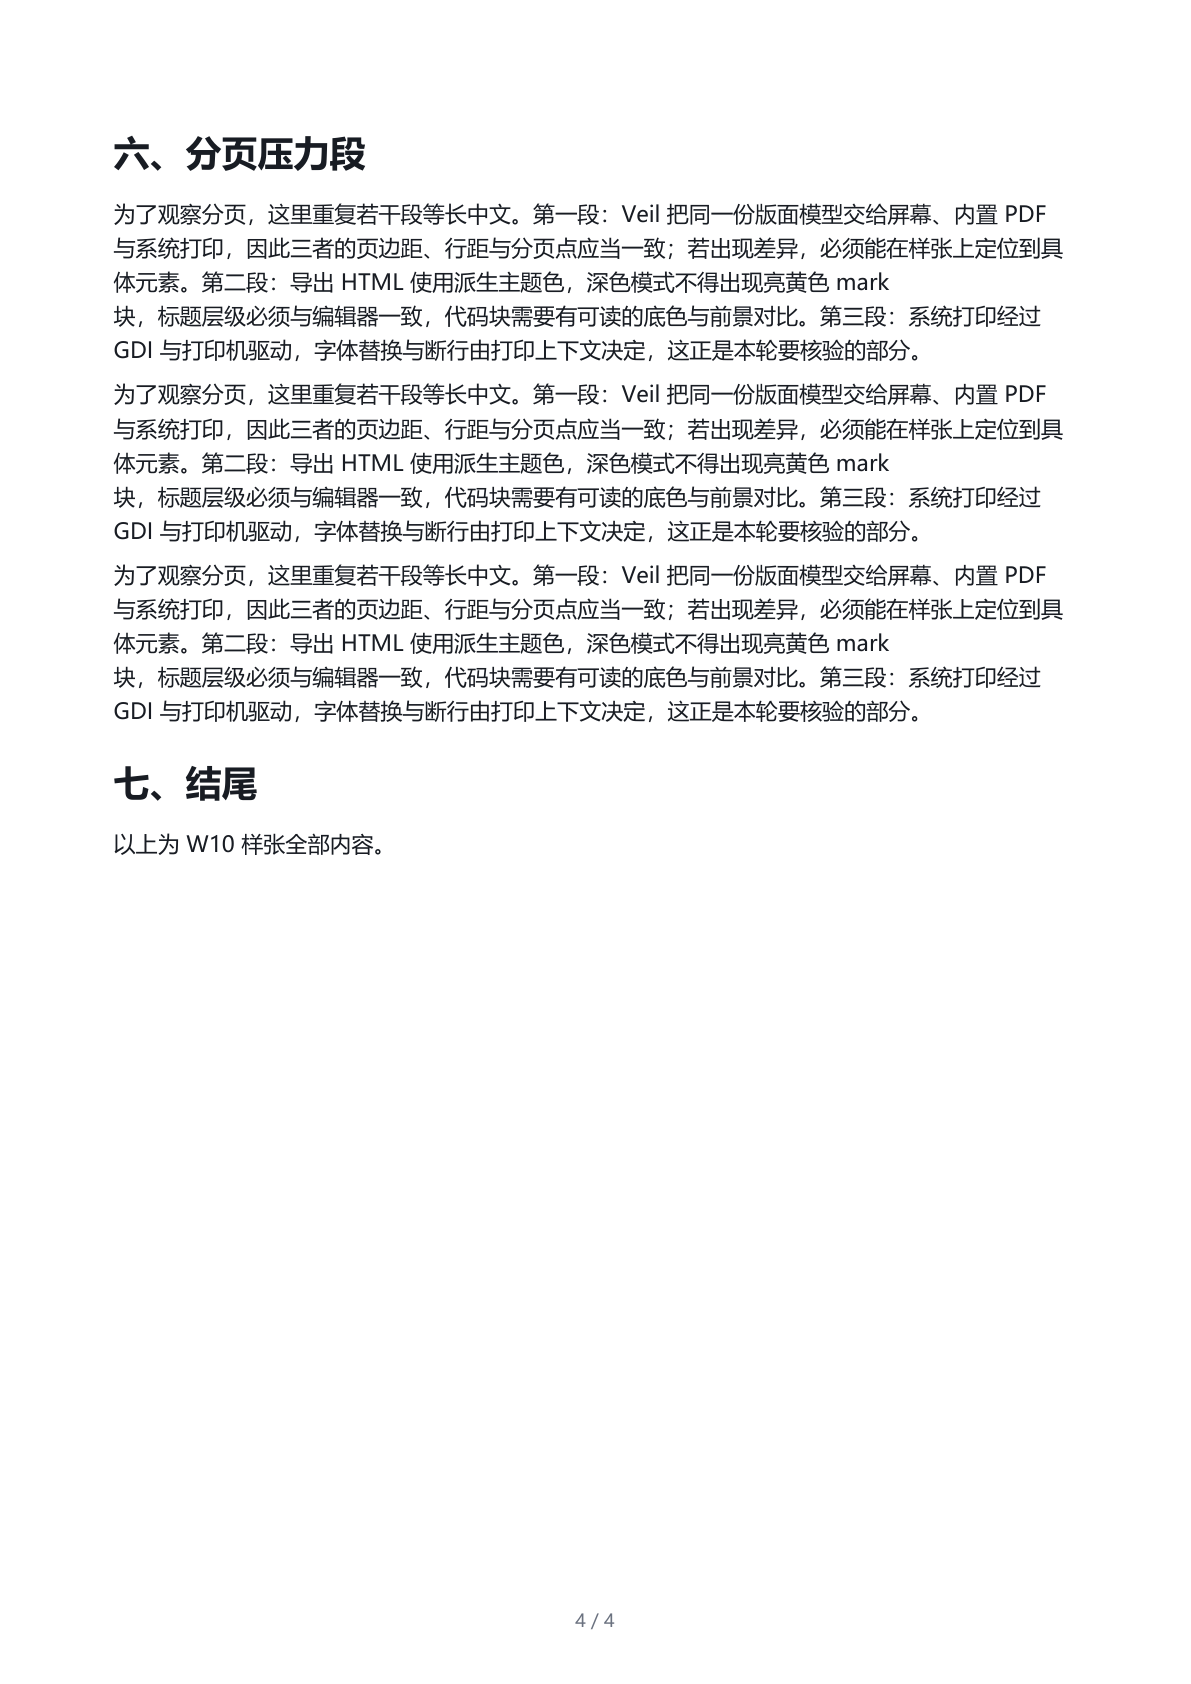 六、分页压力段
为了观察分页，这里重复若干段等长中文。第一段：Veil 把同一份版面模型交给屏幕、内置 PDF
与系统打印，因此三者的页边距、行距与分页点应当一致；若出现差异，必须能在样张上定位到具
体元素。第二段：导出 HTML 使用派生主题色，深色模式不得出现亮黄色 mark
块，标题层级必须与编辑器一致，代码块需要有可读的底色与前景对比。第三段：系统打印经过
GDI 与打印机驱动，字体替换与断行由打印上下文决定，这正是本轮要核验的部分。
为了观察分页，这里重复若干段等长中文。第一段：Veil 把同一份版面模型交给屏幕、内置 PDF
与系统打印，因此三者的页边距、行距与分页点应当一致；若出现差异，必须能在样张上定位到具
体元素。第二段：导出 HTML 使用派生主题色，深色模式不得出现亮黄色 mark
块，标题层级必须与编辑器一致，代码块需要有可读的底色与前景对比。第三段：系统打印经过
GDI 与打印机驱动，字体替换与断行由打印上下文决定，这正是本轮要核验的部分。
为了观察分页，这里重复若干段等长中文。第一段：Veil 把同一份版面模型交给屏幕、内置 PDF
与系统打印，因此三者的页边距、行距与分页点应当一致；若出现差异，必须能在样张上定位到具
体元素。第二段：导出 HTML 使用派生主题色，深色模式不得出现亮黄色 mark
块，标题层级必须与编辑器一致，代码块需要有可读的底色与前景对比。第三段：系统打印经过
GDI 与打印机驱动，字体替换与断行由打印上下文决定，这正是本轮要核验的部分。
七、结尾
以上为 W10 样张全部内容。
4 / 4